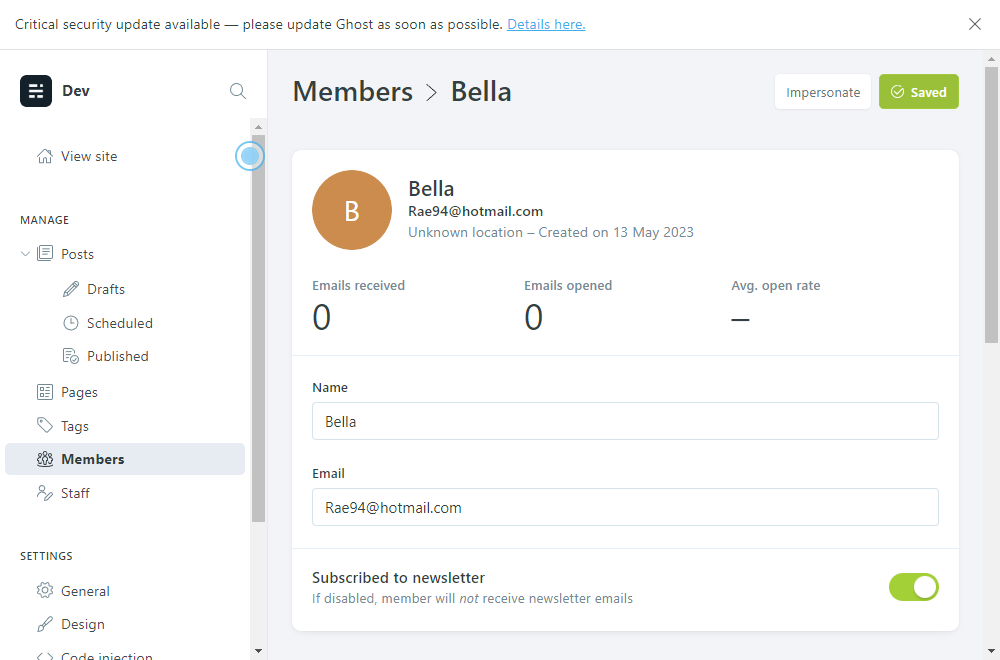 Critical security update available — please update Ghost as soon as possible. Details here.
Dev
View site
MANAGE
Posts
Drafts
Scheduled
Published
Pages
Tags
Members
Staff
SETTINGS
General
Design
Code injection
Members > Bella
Impersonate
Saved
B
Bella
Rae94@hotmail.com
Unknown location – Created on 13 May 2023
Emails received
0
Emails opened
0
Avg. open rate
–
Name
Bella
Email
Rae94@hotmail.com
Subscribed to newsletter
If disabled, member will not receive newsletter emails